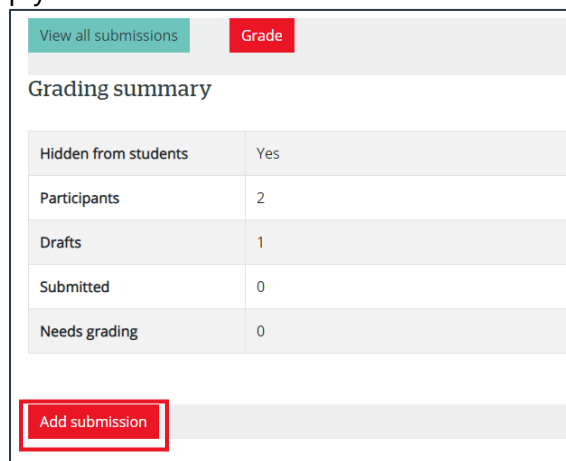 View all submissions Grade
Grading summary
Hidden from students Yes
Participants 2
Drafts 1
Submitted 0
Needs grading 0
Add submission